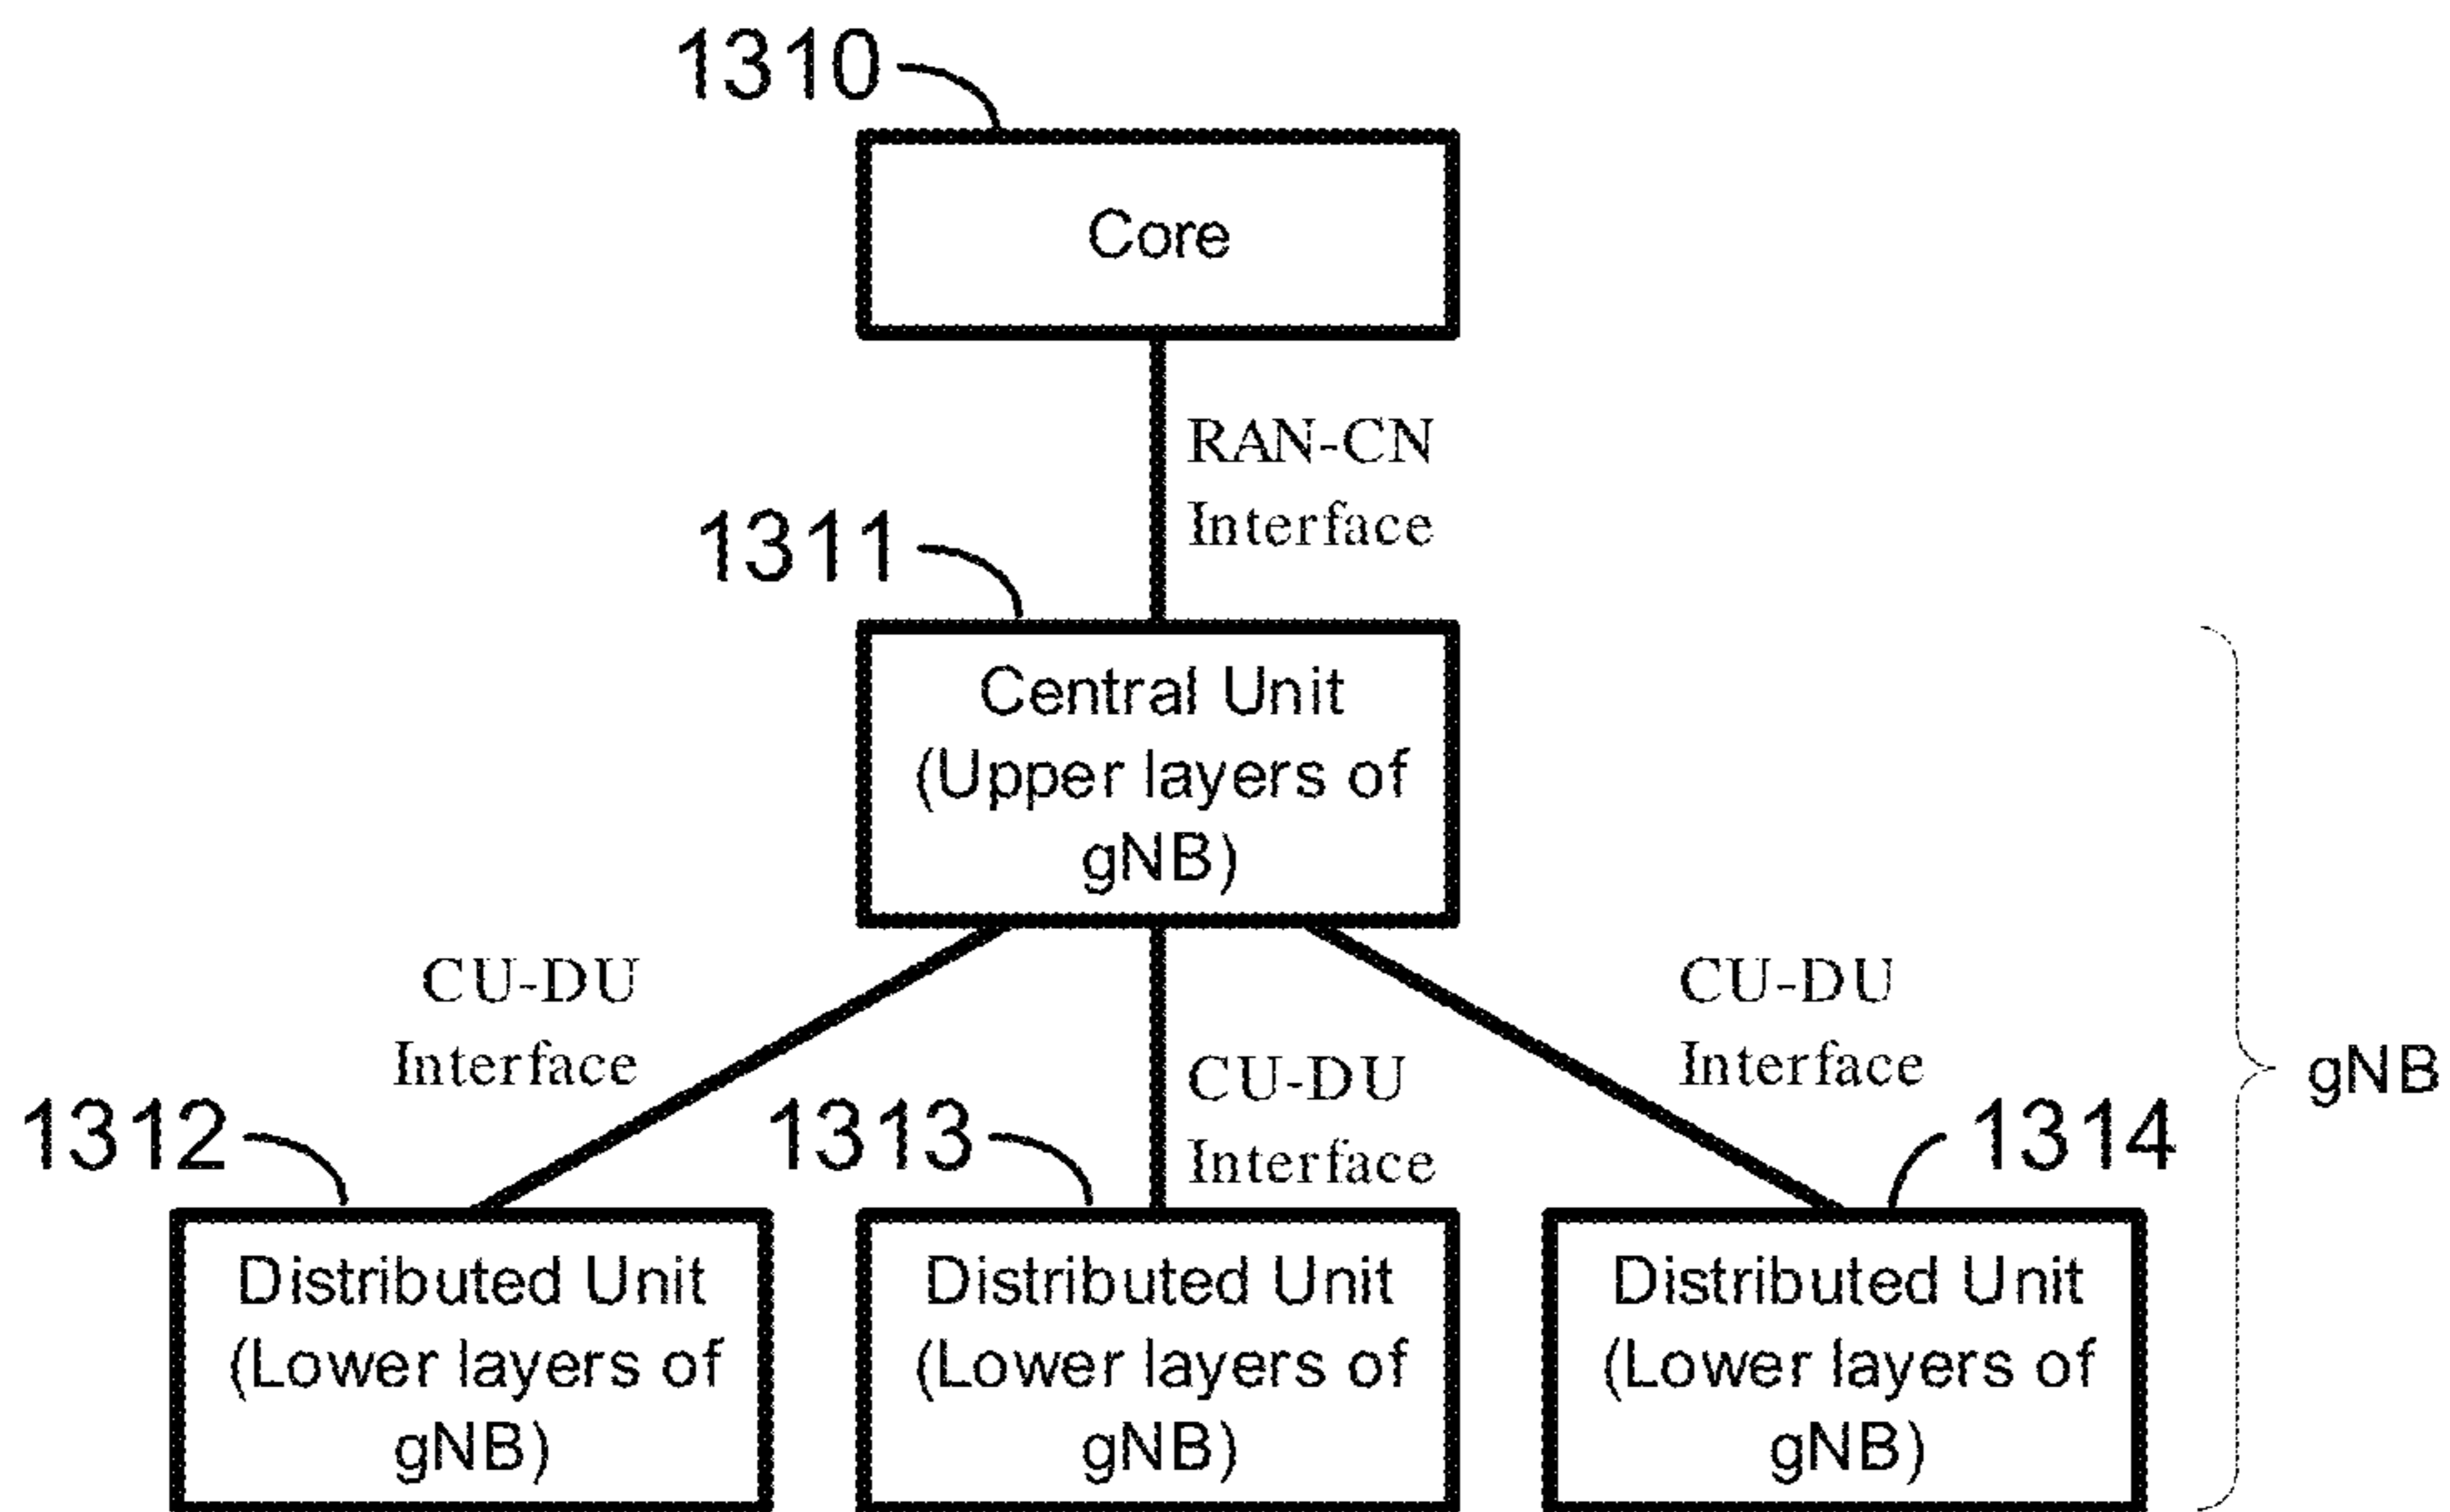 1310
Core
RAN-CN
Interface
1311
Central Unit
(Upper layers of
gNB)
CU-DU
Interface
CU-DU
Interface
CU-DU
Interface
gNB
1312
1313
1314
Distributed Unit
(Lower layers of
gNB)
Distributed Unit
(Lower layers of
gNB)
Distributed Unit
(Lower layers of
gNB)